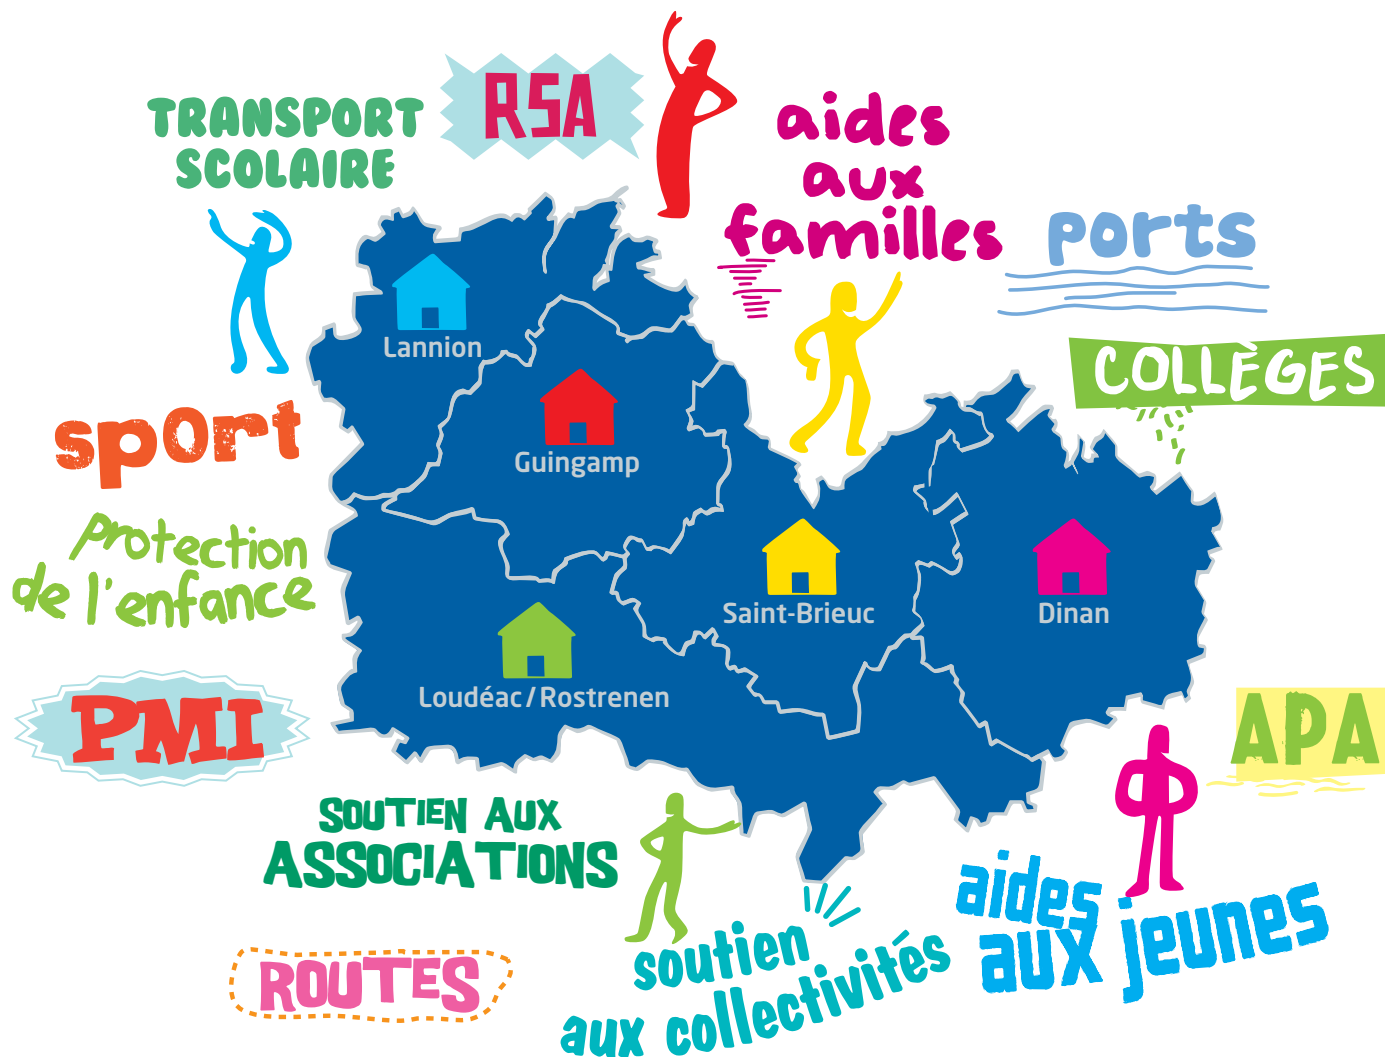 TRANSPORT
SCOLAIRE
RSA
aides
aux
familles
ports
COLLÈGES
sport
Protection
de l'enfance
PMI
Lannion
Guingamp
Saint-Brieuc
Dinan
Loudéac / Rostrenen
APA
SOUTIEN AUX
ASSOCIATIONS
ROUTES
soutien
aux collectivités
aides
aux jeunes